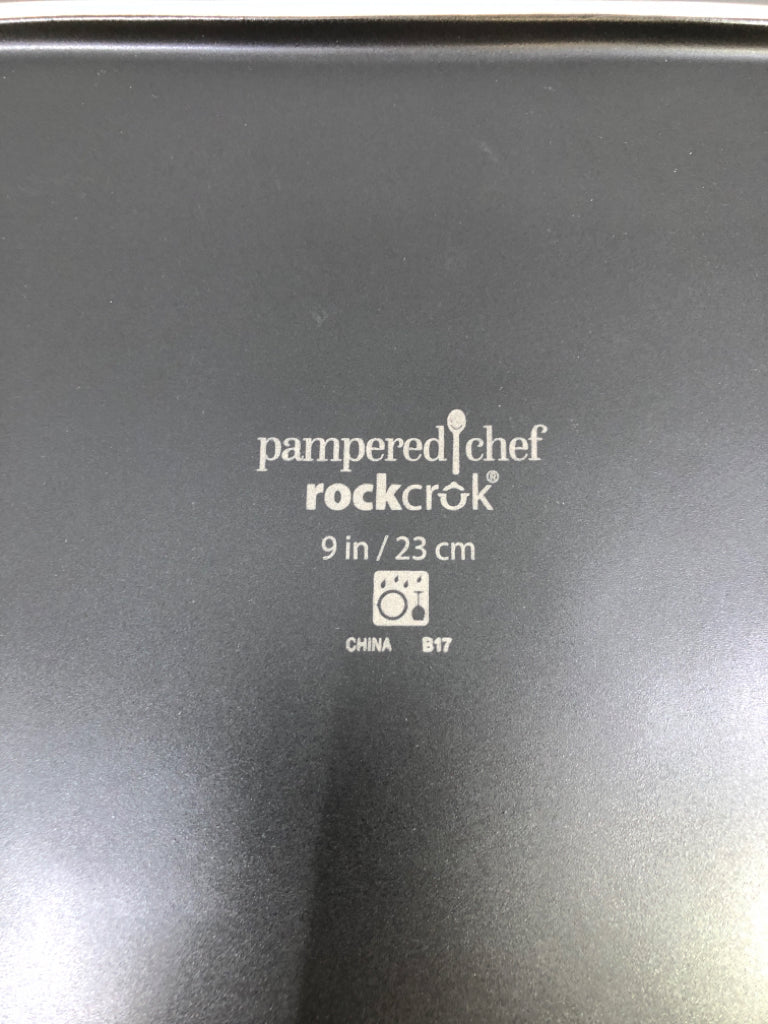 pampered chef
rockcrok®
9 in / 23 cm
CHINA B17